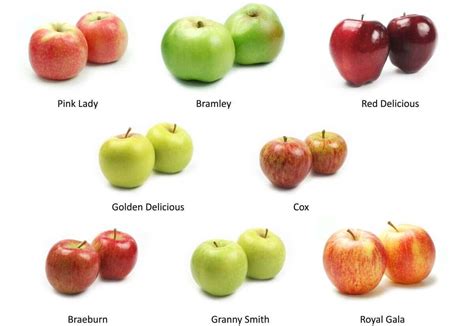 Pink Lady
Bramley
Red Delicious
Golden Delicious
Cox
Braeburn
Granny Smith
Royal Gala